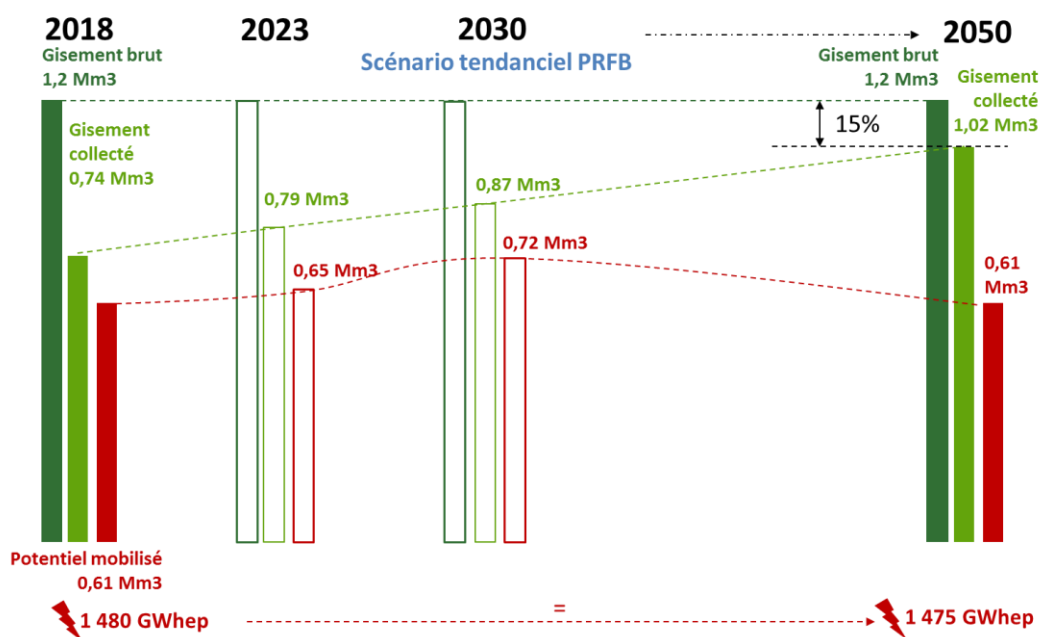 2018
2023
2030
2050
Gisement brut
1,2 Mm3
Scénario tendanciel PRFB
Gisement brut
1,2 Mm3
Gisement
collecté
1,02 Mm3
15%
Gisement
collecté
0,74 Mm3
0,79 Mm3
0,87 Mm3
0,65 Mm3
0,72 Mm3
0,61
Mm3
Potentiel mobilisé
0,61 Mm3
1 480 GWhep
=
1 475 GWhep